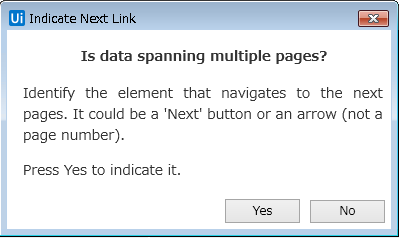 Ui Indicate Next Link
Is data spanning multiple pages?
Identify the element that navigates to the next
pages. It could be a 'Next' button or an arrow (not a
page number).
Press Yes to indicate it.
Yes
No